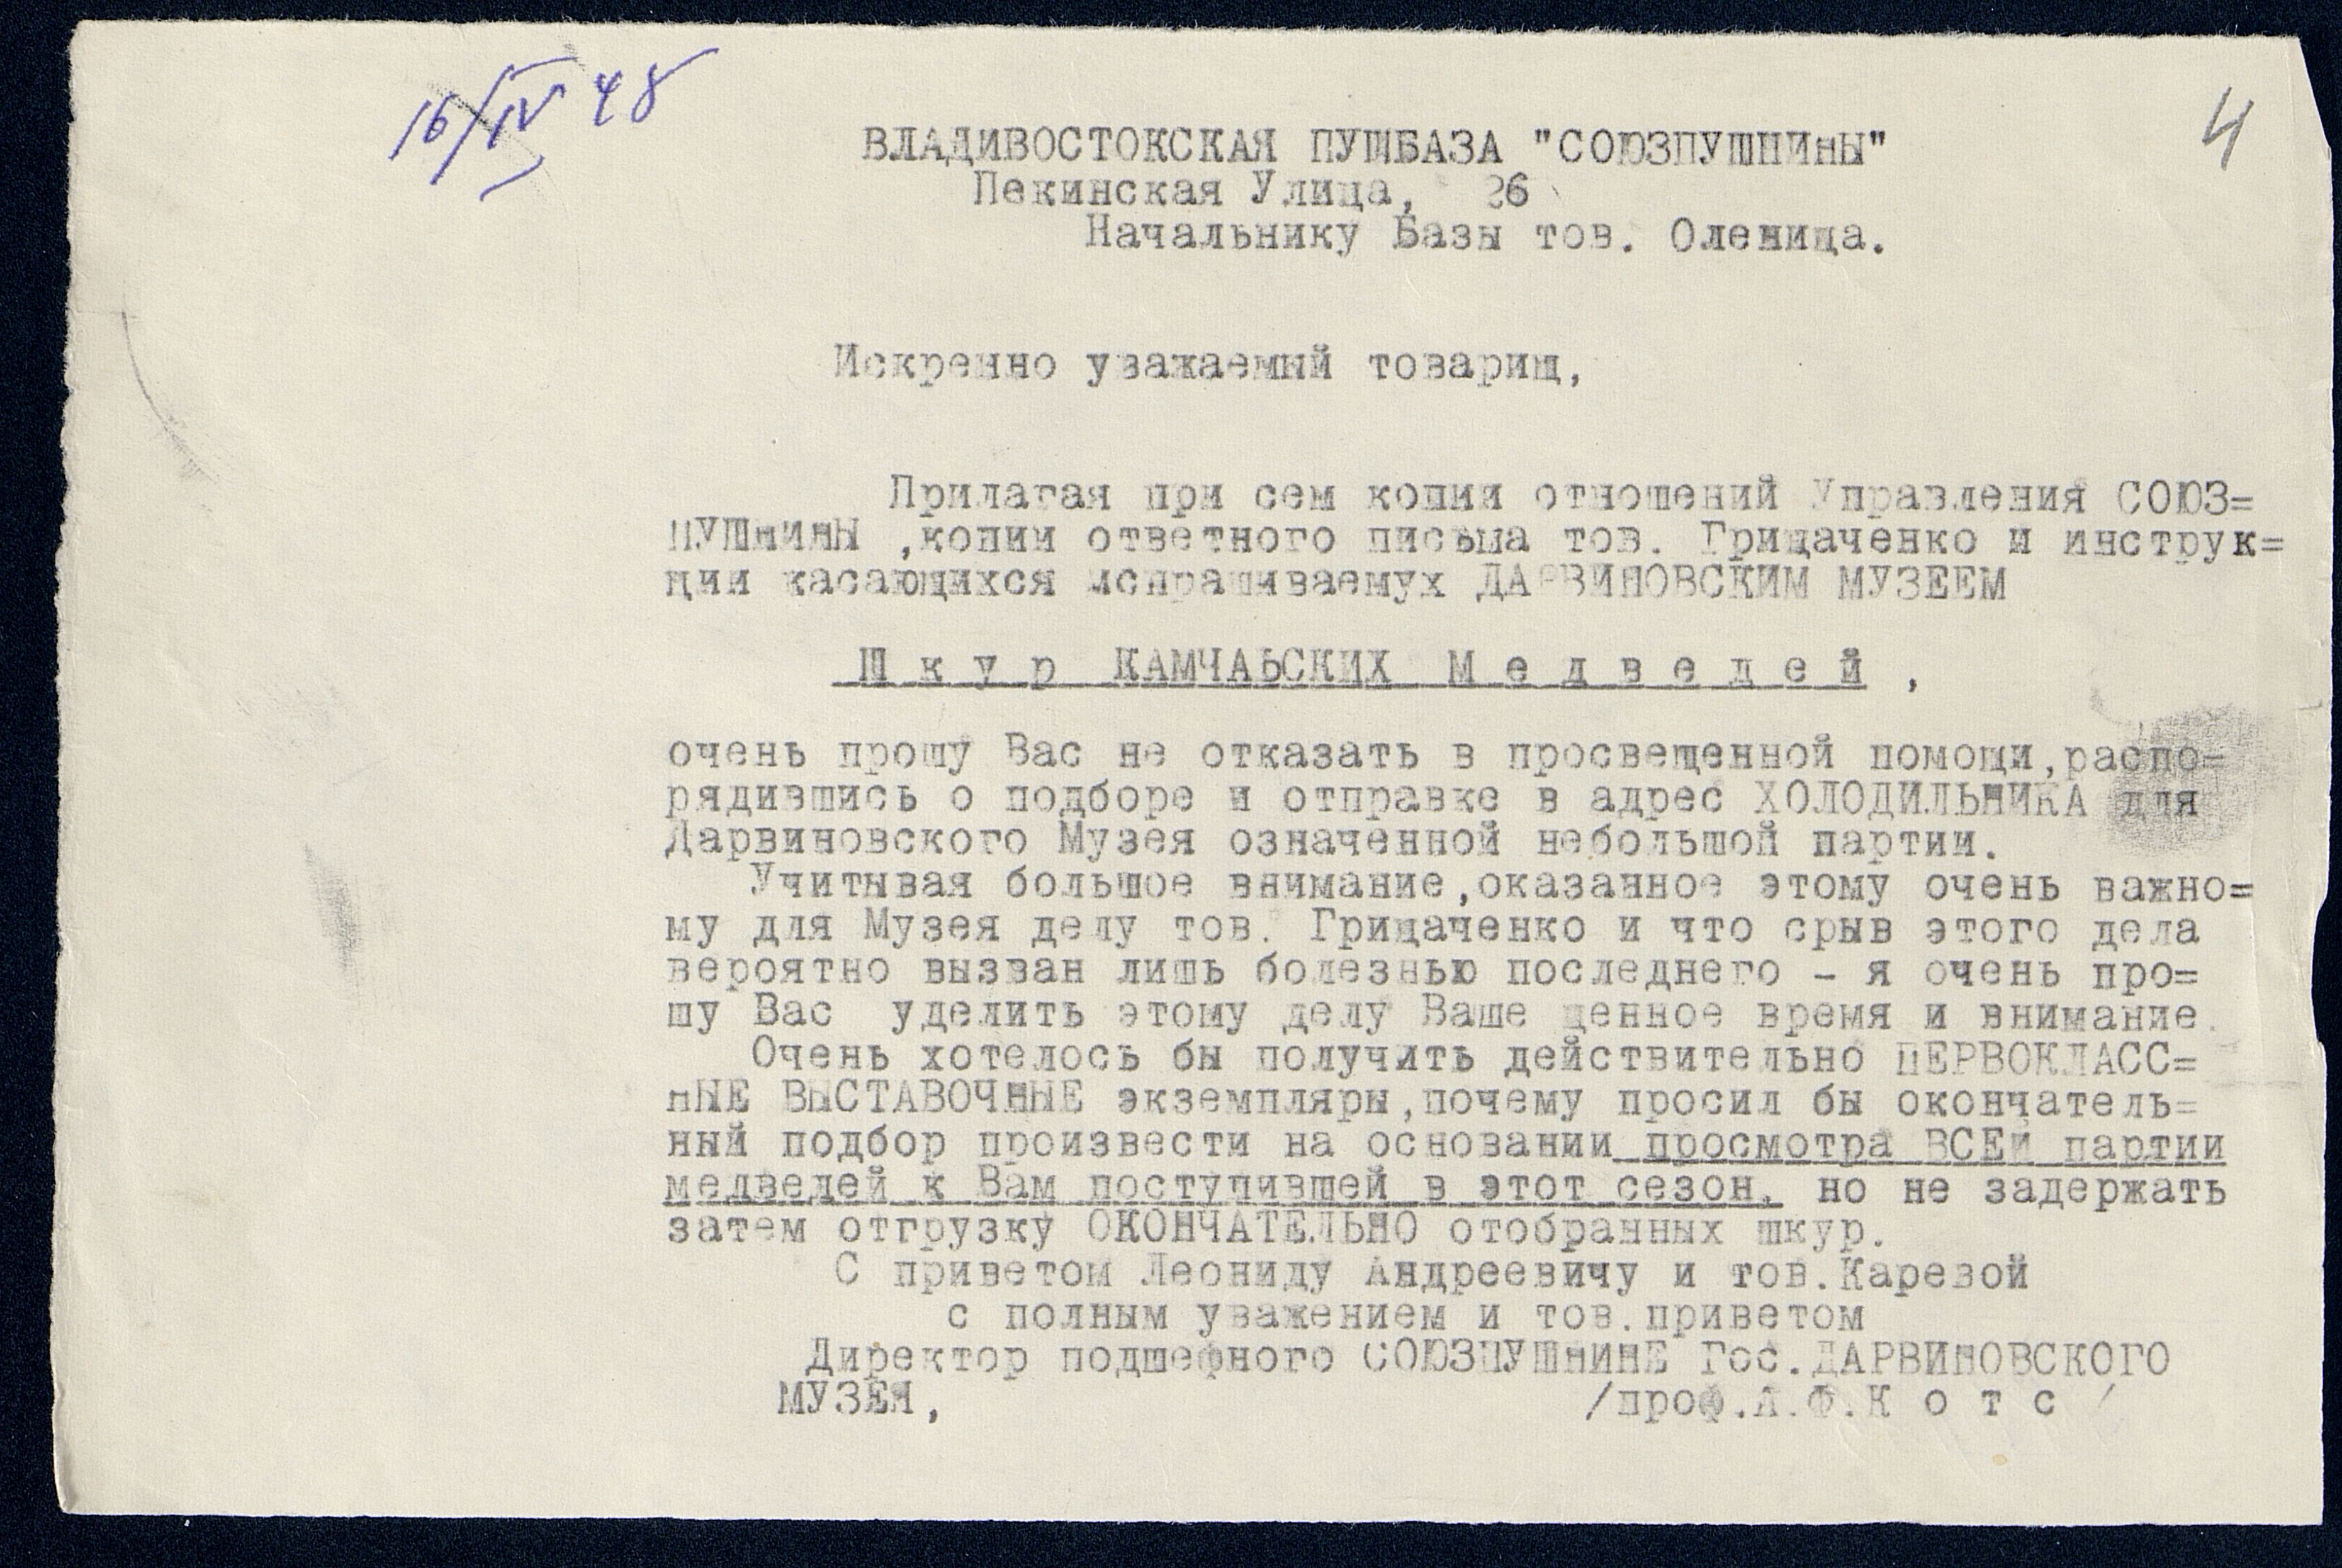 16/IV 48
4
ВЛАДИВОСТОКСКАЯ ПУШБАЗА "СОЮЗПУШНИНЫ"
Пекинская Улица, 26
Начальнику Базы тов. Оленица.
Искренно уважаемый товарищ,
Прилагая при сем копии отношений Управления СОЮЗ=
ПУШНИНЫ ,копии ответного письма тов. Грицаченко и инструк=
ции касающихся испрашиваемух ДАРВИНОВСКИМ МУЗЕЕМ
Ш к у р КАМЧАЬСКИХ М е д в е д е й ,
очень прошу Вас не отказать в просвещенной помощи,распо=
рядившись о подборе и отправке в адрес ХОЛОДИЛЬНИКА для
Дарвиновского Музея означенной небольшой партии.
Учитывая большое внимание,оказанное этому очень важно=
му для Музея делу тов. Грицаченко и что срыв этого дела
вероятно вызван лишь болезнью последнего - я очень про=
шу Вас уделить этому делу Ваше ценное время и внимание.
Очень хотелось бы получить действительно ПЕРВОКЛАСС=
НЫЕ ВЫСТАВОЧНЫЕ экземпляры,почему просил бы окончатель=
ный подбор произвести на основании просмотра ВСЕЙ партии
медведей к Вам поступившей в этот сезон, но не задержать
затем отгрузку ОКОНЧАТЕЛЬНО отобранных шкур.
С приветом Леониду Андреевичу и тов.Каревой
с полным уважением и тов.приветом
Директор подшефного СОЮЗПУШНИНЕ Гос.ДАРВИНОВСКОГО
МУЗЕЯ, /проф.А.Ф.К о т с /